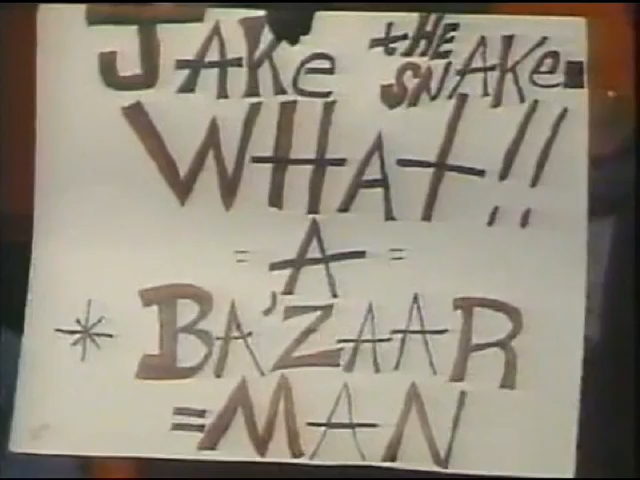 JAKe tHE SNAKe
WHAt!!
= A =
* BA'ZAAR
=MAN